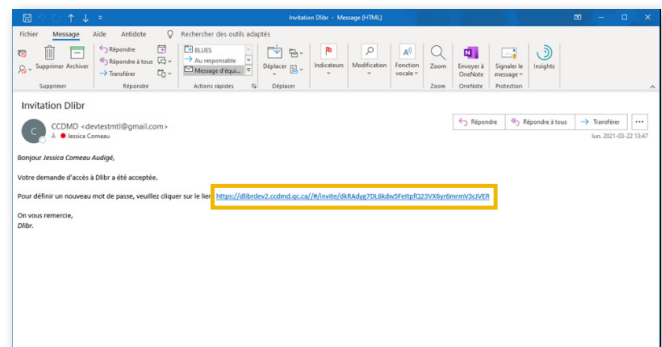 Invitation Dlibr - Message (HTML)
Fichier Message Aide Antidote Rechercher des outils adaptés
Supprimer Archiver
Répondre
Répondre à tous
Transférer
BLUES
Au responsable
Message d'équi...
Déplacer
Indicateurs
Modification
Fonction vocale
Zoom
Envoyer à OneNote
Signaler le message
Insights
Supprimer Répondre Actions rapides Déplacer Zoom OneNote Protection
Invitation Dlibr
C
CCDMD <devtestmtl@gmail.com>
À Jessica Comeau
Répondre Répondre à tous Transférer
lun. 2021-03-22 13:47
Bonjour Jessica Comeau Audigé,
Votre demande d'accès à Dlibr a été acceptée.
Pour définir un nouveau mot de passe, veuillez cliquer sur le lien
On vous remercie,
Dlibr.